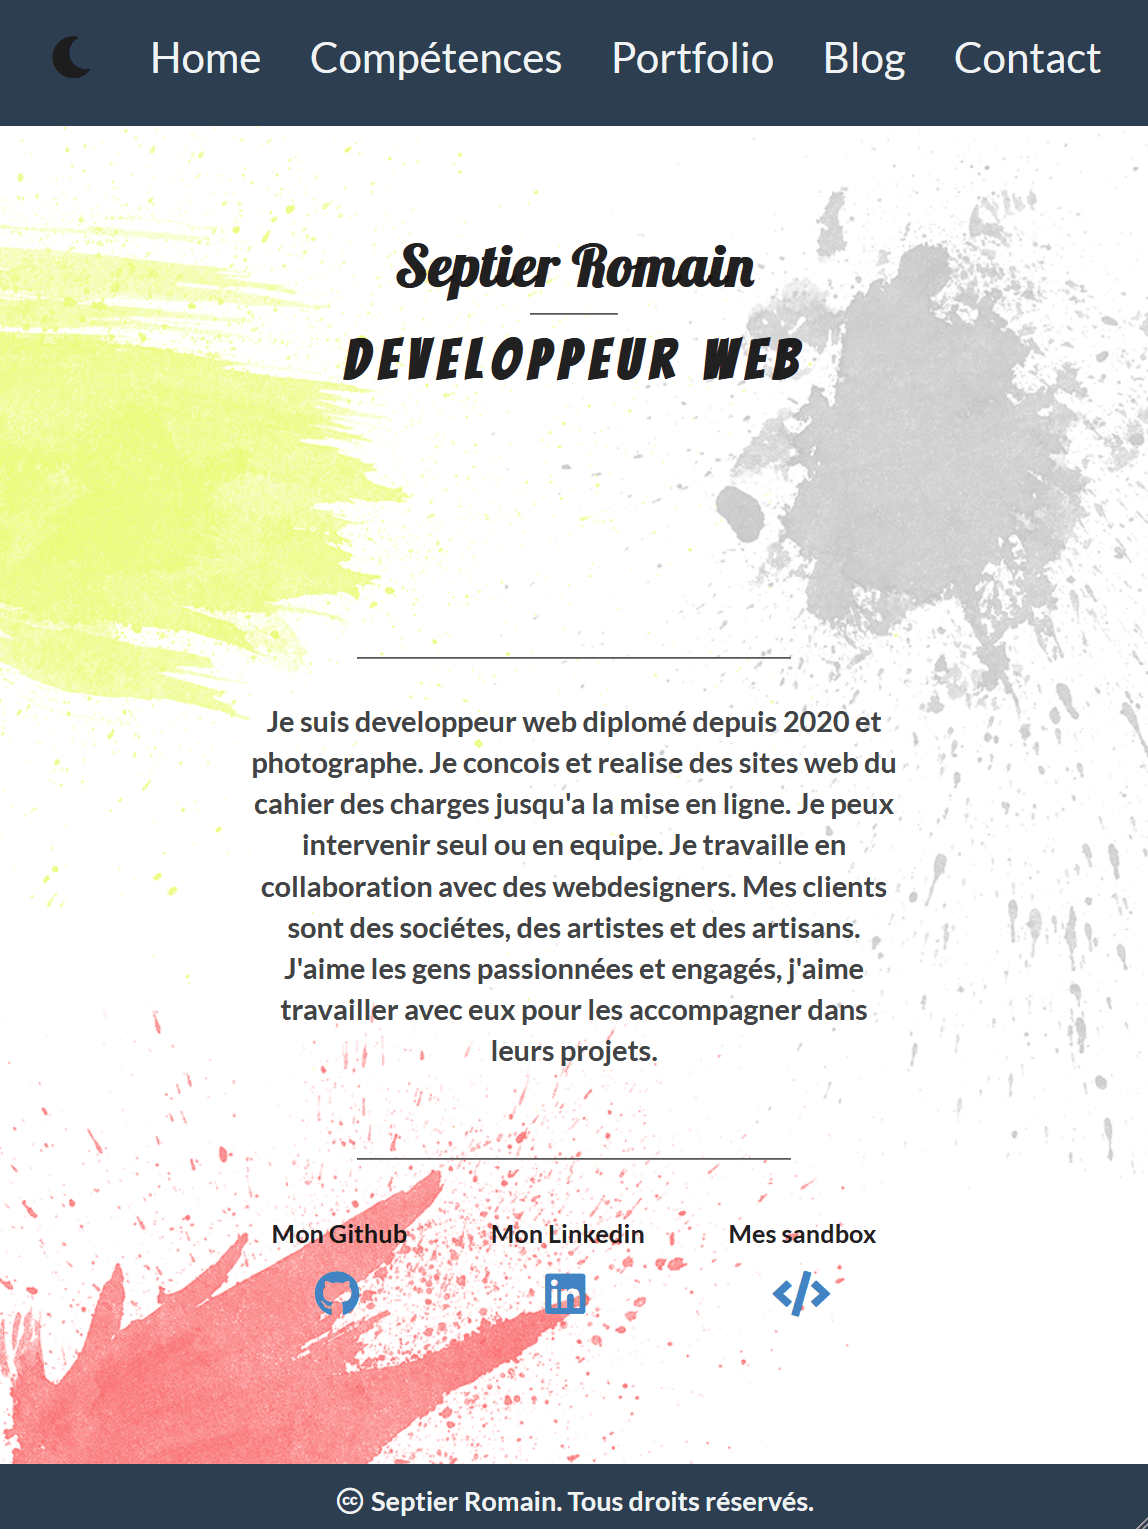 Home Compétences Portfolio Blog Contact
Septier Romain
DEVELOPPEUR WEB
Je suis developpeur web diplomé depuis 2020 et
photographe. Je concois et realise des sites web du
cahier des charges jusqu'a la mise en ligne. Je peux
intervenir seul ou en equipe. Je travaille en
collaboration avec des webdesigners. Mes clients
sont des sociétes, des artistes et des artisans.
J'aime les gens passionnées et engagés, j'aime
travailler avec eux pour les accompagner dans
leurs projets.
Mon Github Mon Linkedin Mes sandbox
cc Septier Romain. Tous droits réservés.